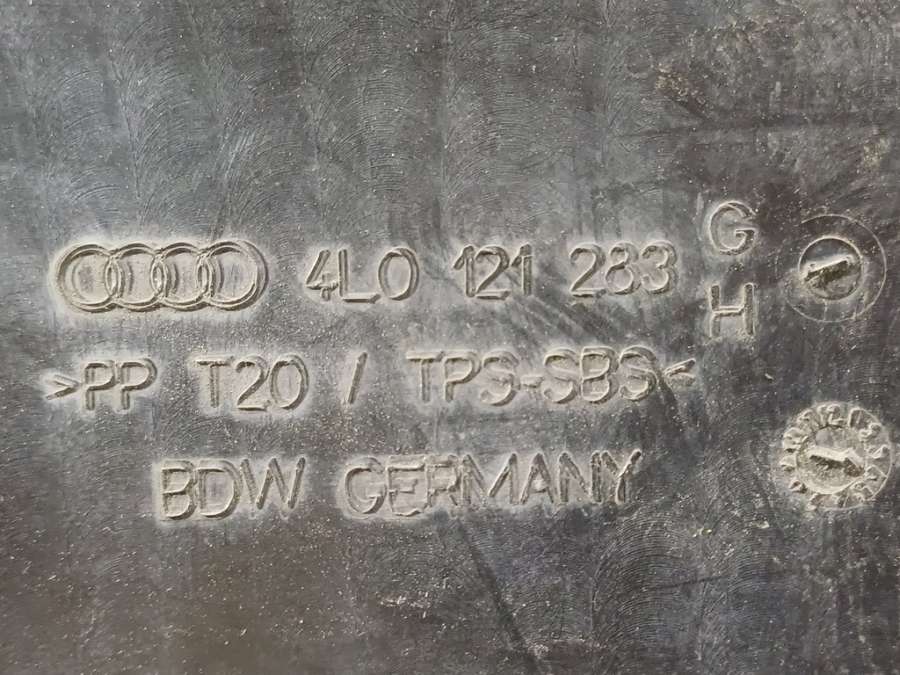 4L0 121 283 G
H
>PP T20 / TPS-SBS<
BDW GERMANY